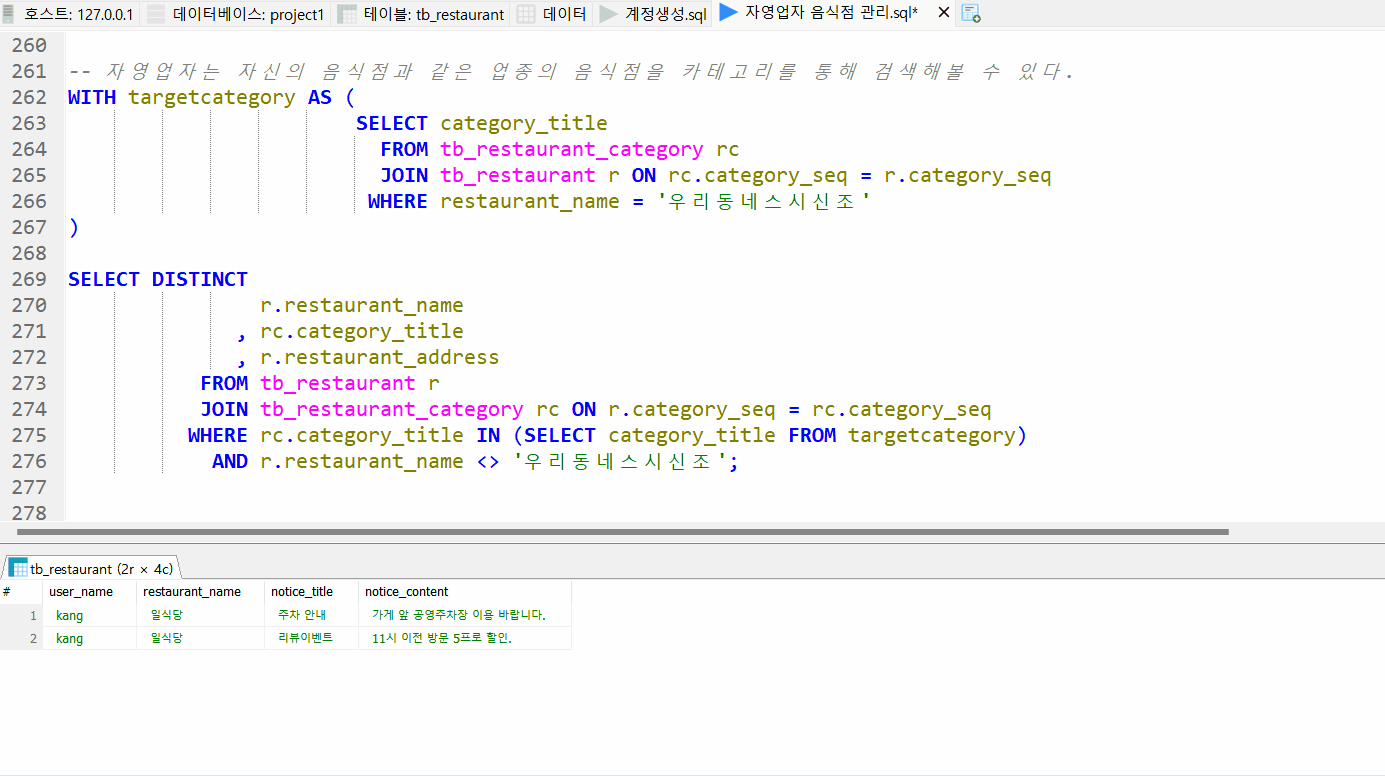 호스트: 127.0.0.1 데이터베이스: project1 테이블: tb_restaurant 데이터 계정생성.sql 자영업자 음식점 관리.sql*
260
261 -- 자영업자는 자신의 음식점과 같은 업종의 음식점을 카테고리를 통해 검색해볼 수 있다.
262 WITH targetcategory AS (
263 SELECT category_title
264 FROM tb_restaurant_category rc
265 JOIN tb_restaurant r ON rc.category_seq = r.category_seq
266 WHERE restaurant_name = '우리동네스시신조'
267 )
268
269 SELECT DISTINCT
270 r.restaurant_name
271 , rc.category_title
272 , r.restaurant_address
273 FROM tb_restaurant r
274 JOIN tb_restaurant_category rc ON r.category_seq = rc.category_seq
275 WHERE rc.category_title IN (SELECT category_title FROM targetcategory)
276 AND r.restaurant_name <> '우리동네스시신조';
277
278
tb_restaurant (2r × 4c)
# user_name restaurant_name notice_title notice_content
1 kang 일식당 주차 안내 가게 앞 공영주차장 이용 바랍니다.
2 kang 일식당 리뷰이벤트 11시 이전 방문 5프로 할인.